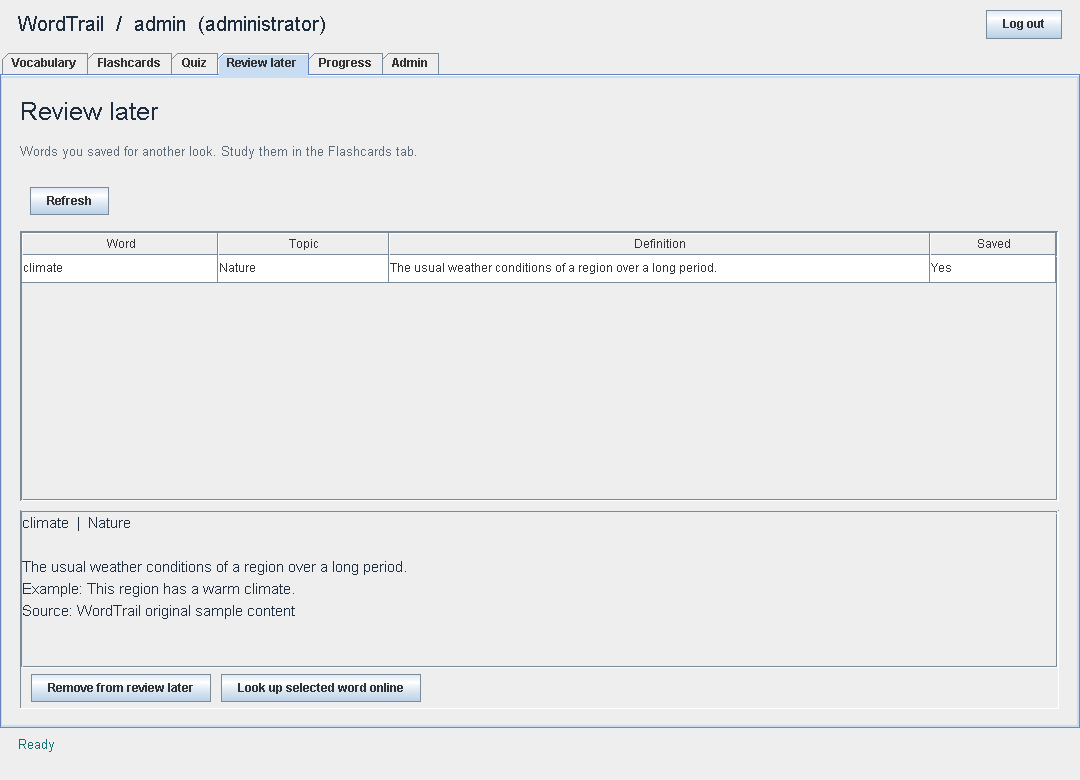 WordTrail / admin (administrator)
Log out
Vocabulary Flashcards Quiz Review later Progress Admin
Review later
Words you saved for another look. Study them in the Flashcards tab.
Refresh
Word Topic Definition Saved
climate Nature The usual weather conditions of a region over a long period. Yes
climate | Nature
The usual weather conditions of a region over a long period.
Example: This region has a warm climate.
Source: WordTrail original sample content
Remove from review later Look up selected word online
Ready